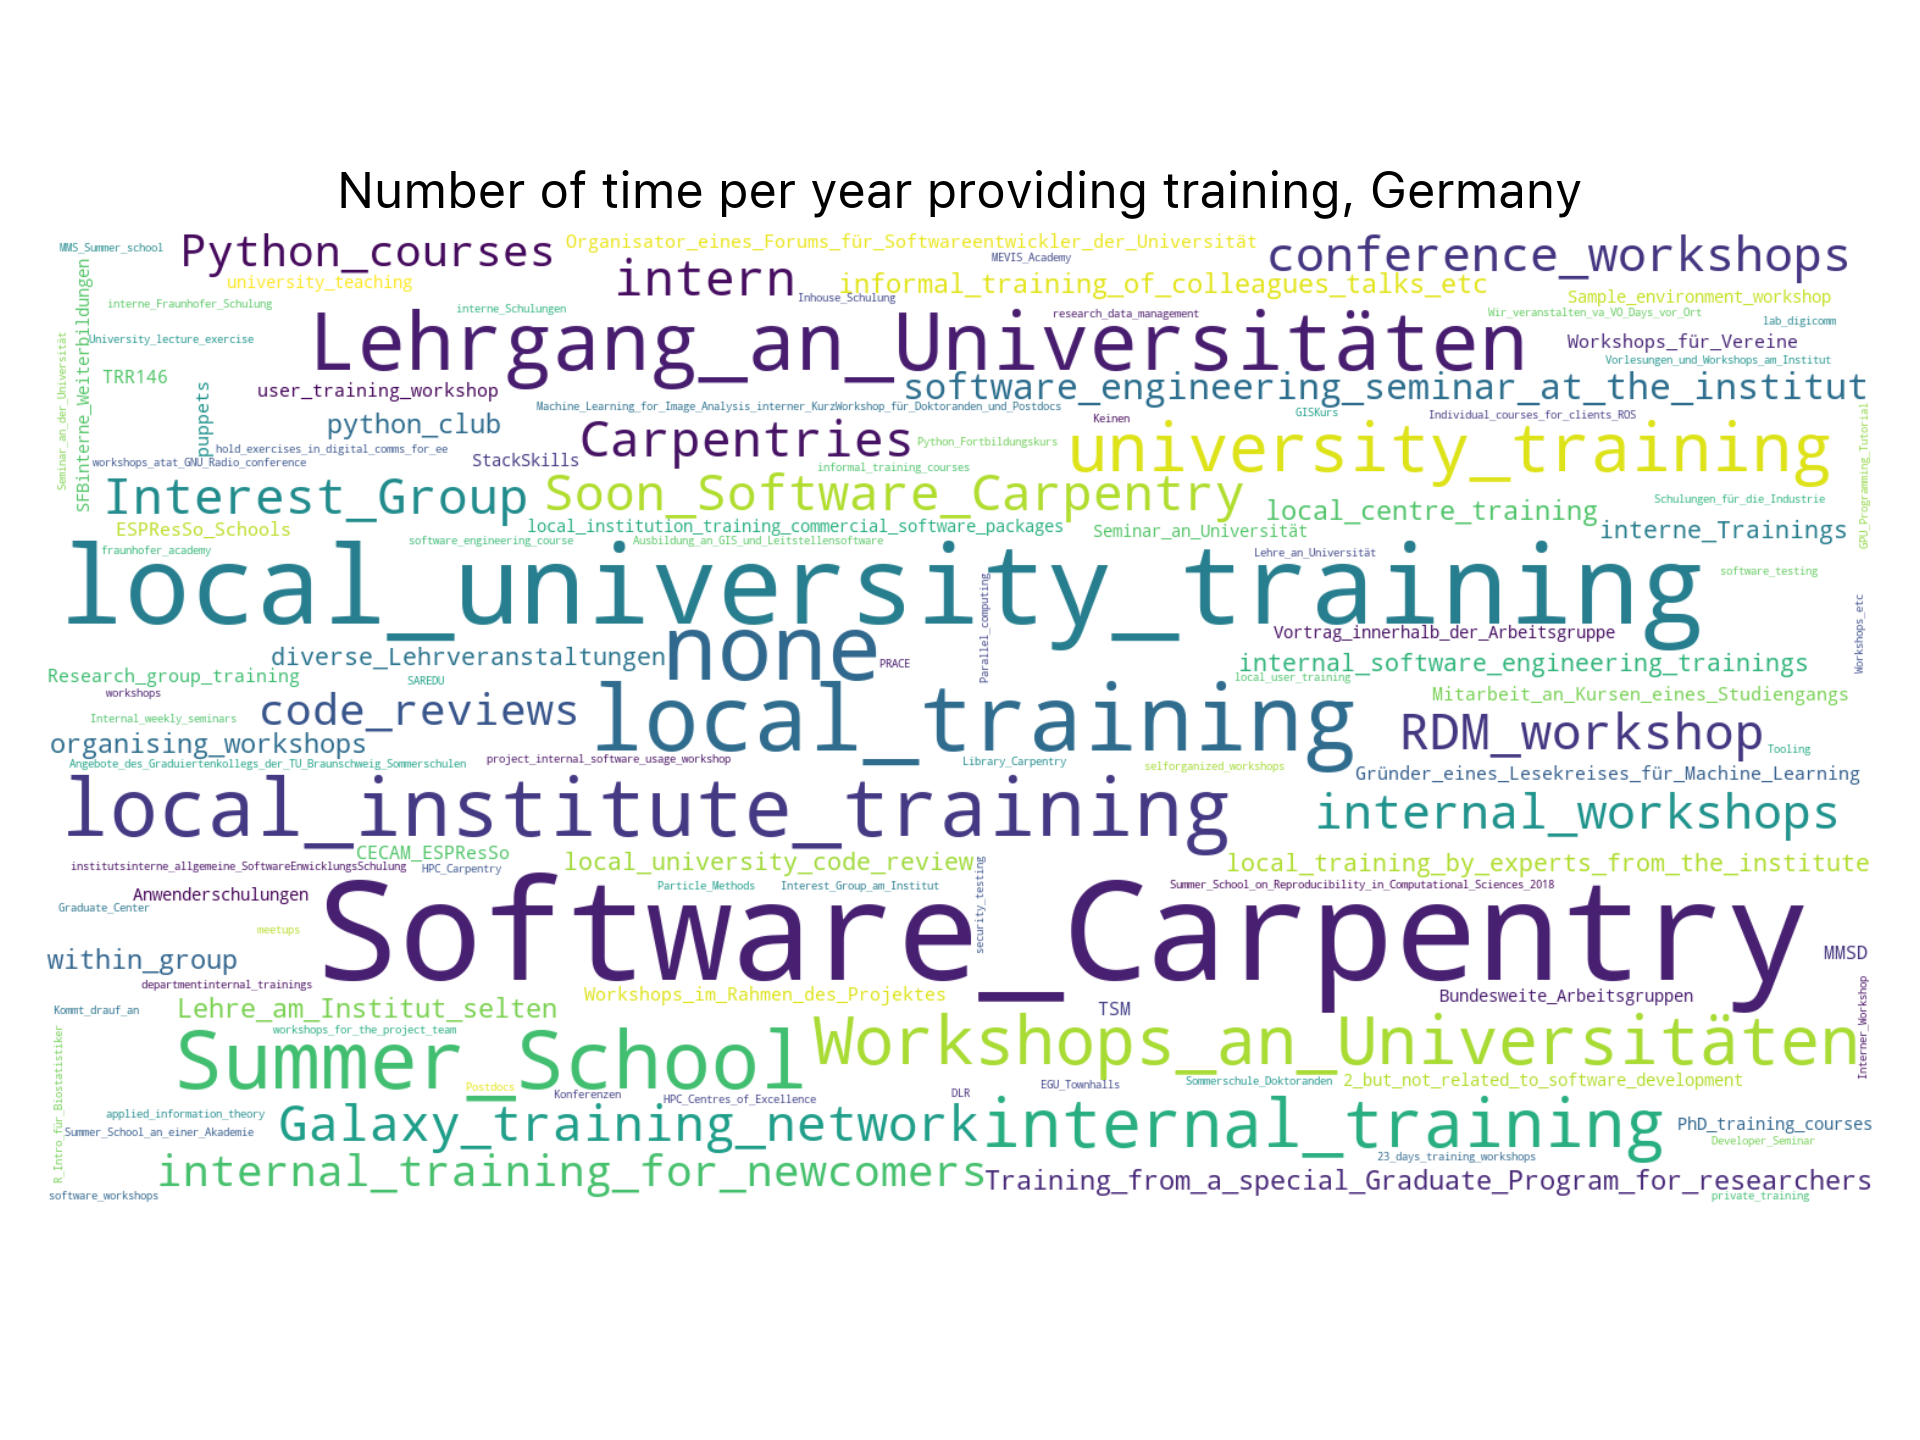 Number of time per year providing training, Germany
MMS_Summer_school
Python_courses
Organisator_eines_Forums_für_Softwareentwickler_der_Universität
conference_workshops
MEVIS_Academy
intern
university_teaching
informal_training_of_colleagues_talks_etc
Inhouse_Schulung
Sample_environment_workshop
interne_Fraunhofer_Schulung
interne_Schulungen
research_data_management
Wir_veranstalten_va_VO_Days_vor_Ort
lab_digicomm
SFBinterne_Weiterbildungen
University_lecture_exercise
Lehrgang_an_Universitäten
Workshops_für_Vereine
Vorlesungen_und_Workshops_am_Institut
Seminar_an_der_Universität
TRR146
puppets
user_training_workshop
software_engineering_seminar_at_the_institut
Machine_Learning_for_Image_Analysis_interner_KurzWorkshop_für_Doktoranden_und_Postdocs
GISKurs
Keinen
Individual_courses_for_clients_ROS
python_club
Carpentries
Python_Fortbildungskurs
university_training
GPU_Programming_Tutorial
hold_exercises_in_digital_comms_for_ee
workshops_atat_GNU_Radio_conference
StackSkills
informal_training_courses
Interest_Group
Soon_Software_Carpentry
local_centre_training
Schulungen_für_die_Industrie
ESPResSo_Schools
local_institution_training_commercial_software_packages
Seminar_an_Universität
interne_Trainings
fraunhofer_academy
software_engineering_course
Ausbildung_an_GIS_und_Leitstellensoftware
Lehre_an_Universität
software_testing
local_university_training
Parallel_computing
Workshops_etc
Vortrag_innerhalb_der_Arbeitsgruppe
diverse_Lehrveranstaltungen
none
PRACE
internal_software_engineering_trainings
Research_group_training
SAREDU
local_user_training
workshops
Mitarbeit_an_Kursen_eines_Studiengangs
Internal_weekly_seminars
code_reviews
local_training
RDM_workshop
organising_workshops
Tooling
Angebote_des_Graduiertenkollegs_der_TU_Braunschweig_Sommerschulen
project_internal_software_usage_workshop
Library_Carpentry
selforganized_workshops
Gründer_eines_Lesekreises_für_Machine_Learning
local_institute_training
internal_workshops
CECAM_ESPResSo
institutsinterne_allgemeine_SoftwareEnwicklungsSchulung
HPC_Carpentry
local_university_code_review
local_training_by_experts_from_the_institute
Anwenderschulungen
Particle_Methods
Interest_Group_am_Institut
security_testing
Summer_School_on_Reproducibility_in_Computational_Sciences_2018
Graduate_Center
meetups
Software_Carpentry
within_group
MMSD
departmentinternal_trainings
Workshops_im_Rahmen_des_Projektes
Bundesweite_Arbeitsgruppen
Interner_Workshop
Kommt_drauf_an
Lehre_am_Institut_selten
TSM
workshops_for_the_project_team
R_Intro_für_Biostatistiker
Summer_School
Workshops_an_Universitäten
Postdocs
Konferenzen
HPC_Centres_of_Excellence
DLR
EGU_Townhalls
Sommerschule_Doktoranden
2_but_not_related_to_software_development
applied_information_theory
Galaxy_training_network
internal_training
PhD_training_courses
Summer_School_an_einer_Akademie
Developer_Seminar
23_days_training_workshops
internal_training_for_newcomers
Training_from_a_special_Graduate_Program_for_researchers
software_workshops
private_training